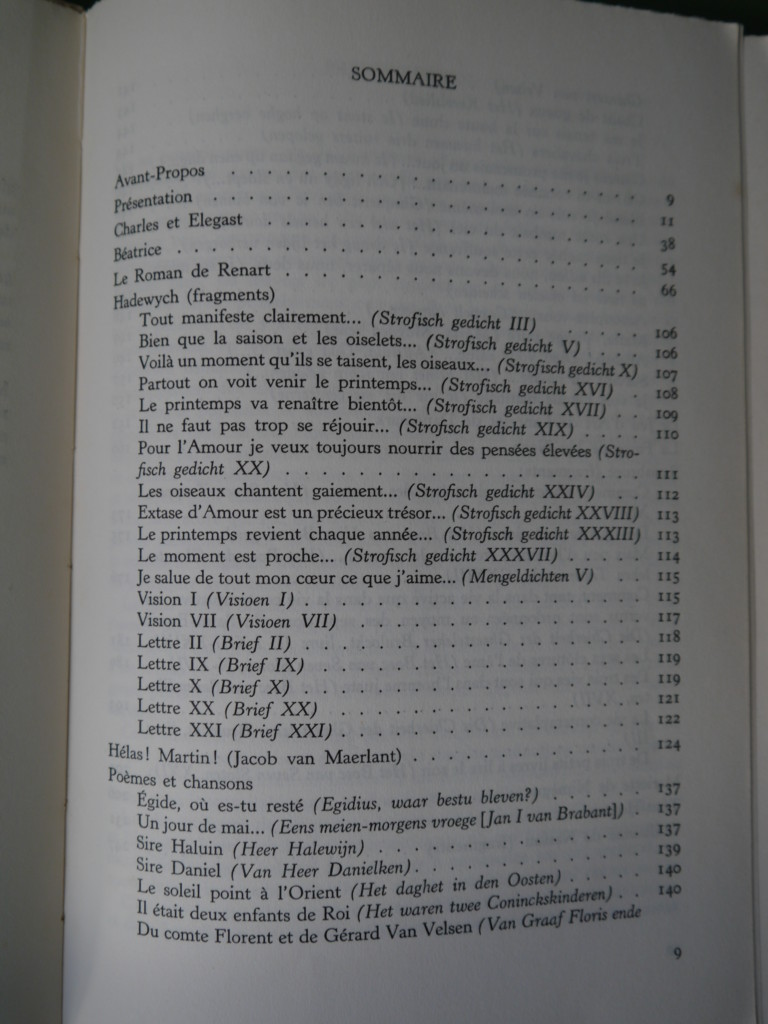 SOMMAIRE
Avant-Propos . . . . . . . . . . . . . . . . . . . . 9
Présentation . . . . . . . . . . . . . . . . . . . . 11
Charles et Elegast . . . . . . . . . . . . . . . . . . 38
Béatrice . . . . . . . . . . . . . . . . . . . . . . 54
Le Roman de Renart . . . . . . . . . . . . . . . . . 66
Hadewych (fragments)
Tout manifeste clairement... (Strofisch gedicht III) . . . . . 106
Bien que la saison et les oiselets... (Strofisch gedicht V) . . . 106
Voilà un moment qu'ils se taisent, les oiseaux... (Strofisch gedicht X) 107
Partout on voit venir le printemps... (Strofisch gedicht XVI) . 108
Le printemps va renaître bientôt... (Strofisch gedicht XVII) . . 109
Il ne faut pas trop se réjouir... (Strofisch gedicht XIX) . . . . 110
Pour l'Amour je veux toujours nourrir des pensées élevées (Stro-
fisch gedicht XX) . . . . . . . . . . . . . . . . . . 111
Les oiseaux chantent gaiement... (Strofisch gedicht XXIV) . . 112
Extase d'Amour est un précieux trésor... (Strofisch gedicht XXVIII) 113
Le printemps revient chaque année... (Strofisch gedicht XXXIII) 113
Le moment est proche... (Strofisch gedicht XXXVII) . . . . . 114
Je salue de tout mon cœur ce que j'aime... (Mengeldichten V) . . 115
Vision I (Visioen I) . . . . . . . . . . . . . . . . . 115
Vision VII (Visioen VII) . . . . . . . . . . . . . . . 117
Lettre II (Brief II) . . . . . . . . . . . . . . . . . 118
Lettre IX (Brief IX) . . . . . . . . . . . . . . . . . 119
Lettre X (Brief X) . . . . . . . . . . . . . . . . . . 119
Lettre XX (Brief XX) . . . . . . . . . . . . . . . . 121
Lettre XXI (Brief XXI) . . . . . . . . . . . . . . . . 122
Hélas! Martin! (Jacob van Maerlant) . . . . . . . . . . . 124
Poèmes et chansons
Égide, où es-tu resté (Egidius, waar bestu bleven?) . . . . . . 137
Un jour de mai... (Eens meien-morgens vroege [Jan I van Brabant]) . 137
Sire Haluin (Heer Halewijn) . . . . . . . . . . . . . . 137
Sire Daniel (Van Heer Danielken) . . . . . . . . . . . . 139
Le soleil point à l'Orient (Het daghet in den Oosten) . . . . . 140
Il était deux enfants de Roi (Het waren twee Coninckskinderen) . . 140
Du comte Florent et de Gérard Van Velsen (Van Graaf Floris ende
9